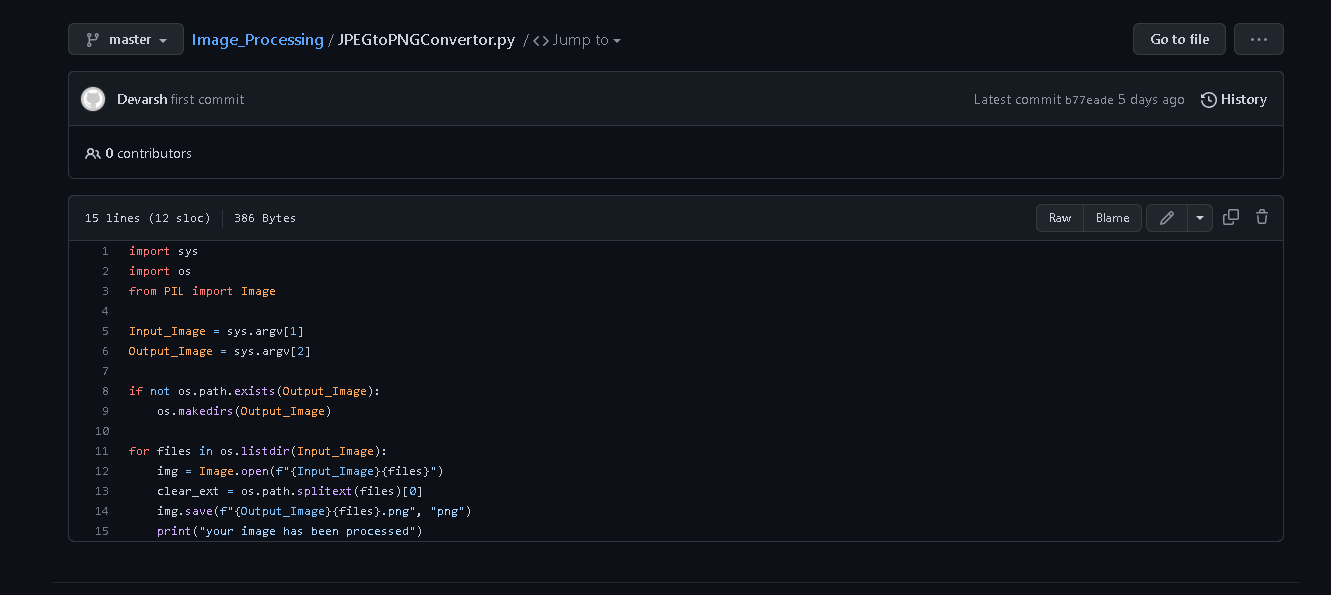 master Image_Processing / JPEGtoPNGConvertor.py / <> Jump to Go to file ...
Devarsh first commit Latest commit b77eade 5 days ago History
0 contributors
15 lines (12 sloc) 386 Bytes Raw Blame
1 import sys
2 import os
3 from PIL import Image
4
5 Input_Image = sys.argv[1]
6 Output_Image = sys.argv[2]
7
8 if not os.path.exists(Output_Image):
9     os.makedirs(Output_Image)
10
11 for files in os.listdir(Input_Image):
12     img = Image.open(f"{Input_Image}{files}")
13     clear_ext = os.path.splitext(files)[0]
14     img.save(f"{Output_Image}{files}.png", "png")
15     print("your image has been processed")